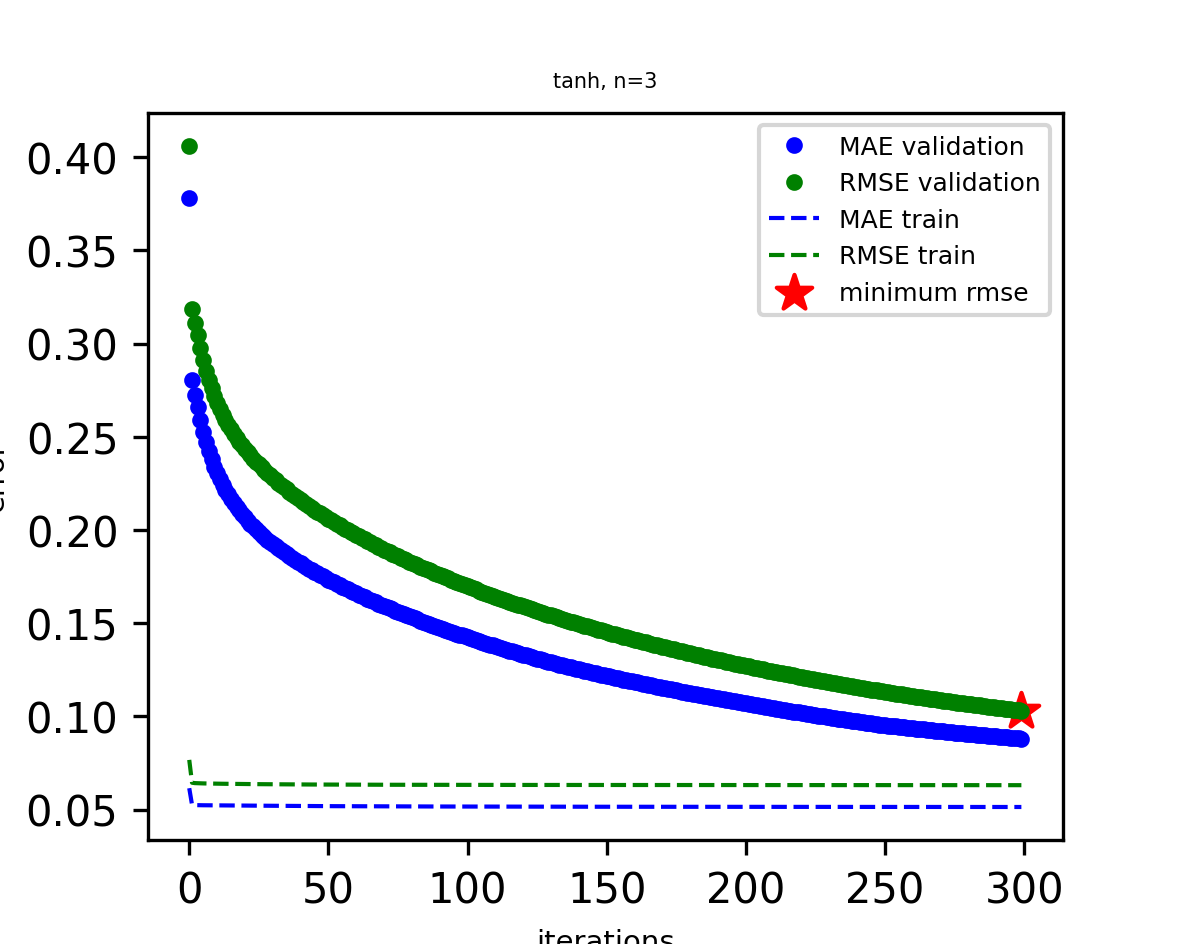 tanh, n=3
MAE validation
RMSE validation
MAE train
RMSE train
minimum rmse
0.40
0.35
0.30
0.25
0.20
0.15
0.10
0.05
0 50 100 150 200 250 300
iterations